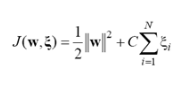 J(w,ξ) = 1/2 ||w||² + C ∑_{i=1}^{N} ξ_i